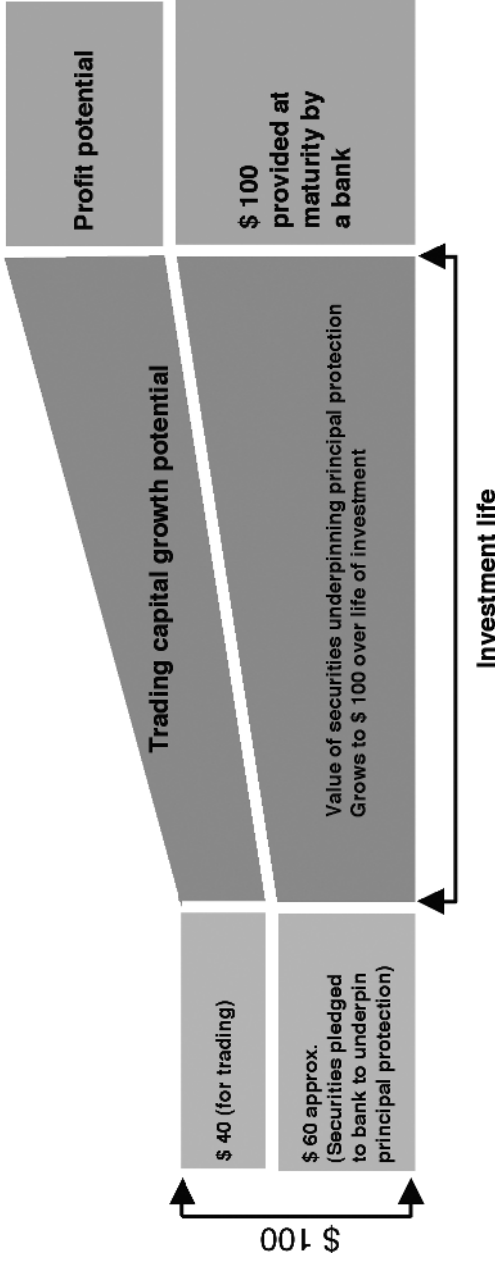 $ 100
$ 40 (for trading)
$ 60 approx.
(Securities pledged
to bank to underpin
principal protection)
Trading capital growth potential
Value of securities underpinning principal protection
Grows to $ 100 over life of investment
Profit potential
$ 100
provided at
maturity by
a bank
Investment life